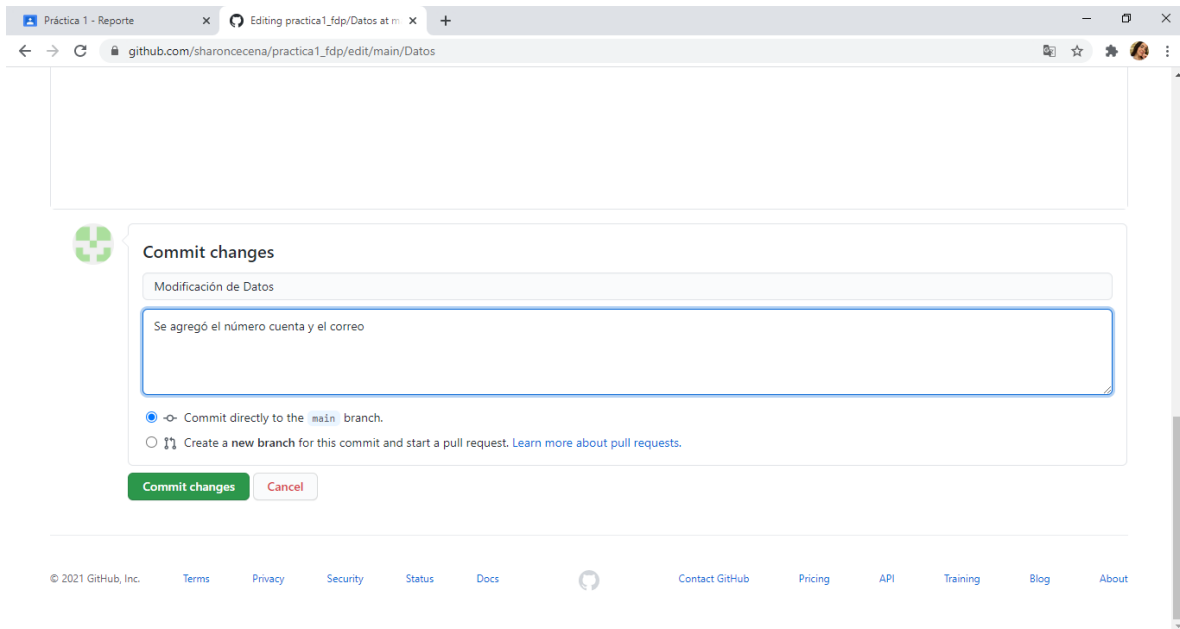 Práctica 1 - Reporte
Editing practica1_fdp/Datos at m
github.com/sharoncecena/practica1_fdp/edit/main/Datos
Commit changes
Modificación de Datos
Se agregó el número cuenta y el correo
Commit directly to the main branch.
Create a new branch for this commit and start a pull request. Learn more about pull requests.
Commit changes Cancel
© 2021 GitHub, Inc. Terms Privacy Security Status Docs Contact GitHub Pricing API Training Blog About